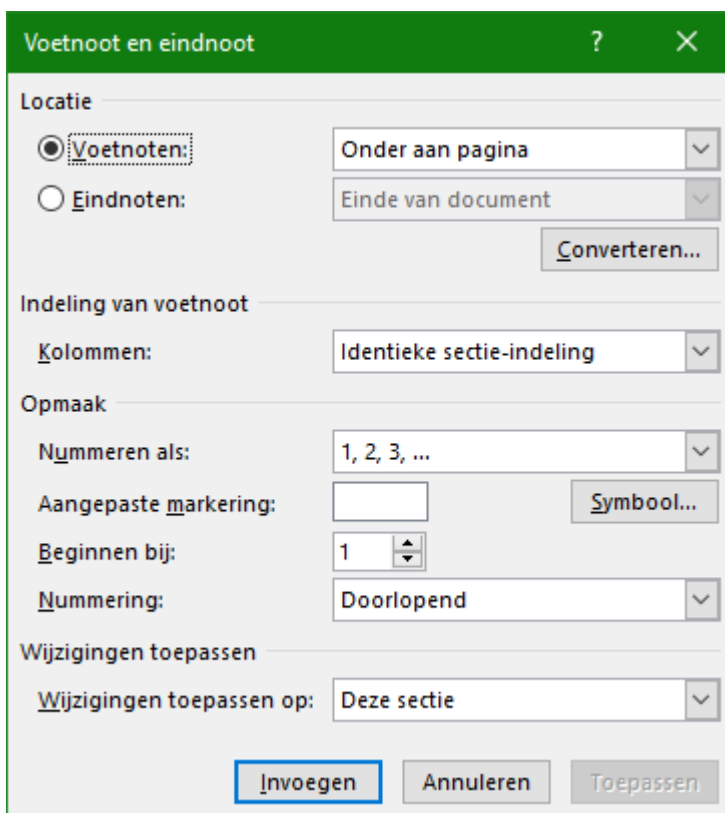 Voetnoot en eindnoot ? ×
Locatie
Voetnoten: Onder aan pagina
Eindnoten: Einde van document
Converteren...
Indeling van voetnoot
Kolommen: Identieke sectie-indeling
Opmaak
Nummeren als: 1, 2, 3, ...
Aangepaste markering: Symbool...
Beginnen bij: 1
Nummering: Doorlopend
Wijzigingen toepassen
Wijzigingen toepassen op: Deze sectie
Invoegen Annuleren Toepassen